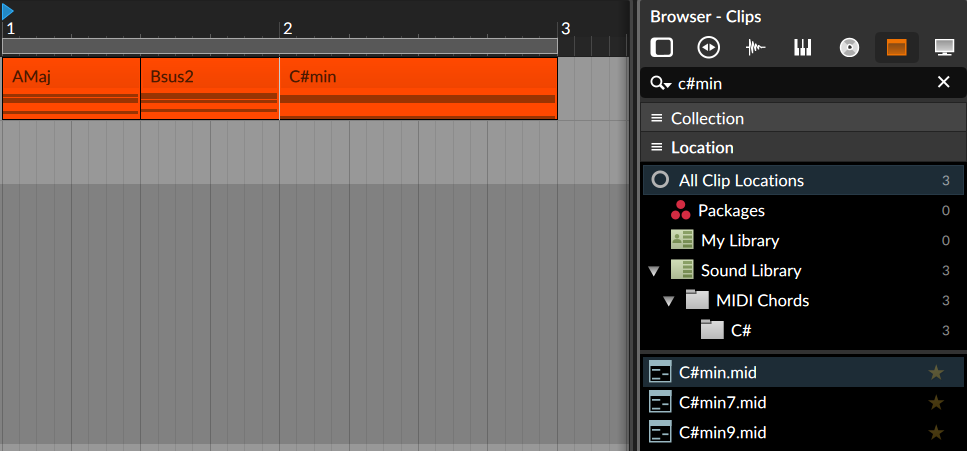 1 2 3
AMaj Bsus2 C#min
Browser - Clips
c#min
Collection
Location
All Clip Locations 3
Packages 0
My Library 0
Sound Library 3
MIDI Chords 3
C# 3
C#min.mid
C#min7.mid
C#min9.mid